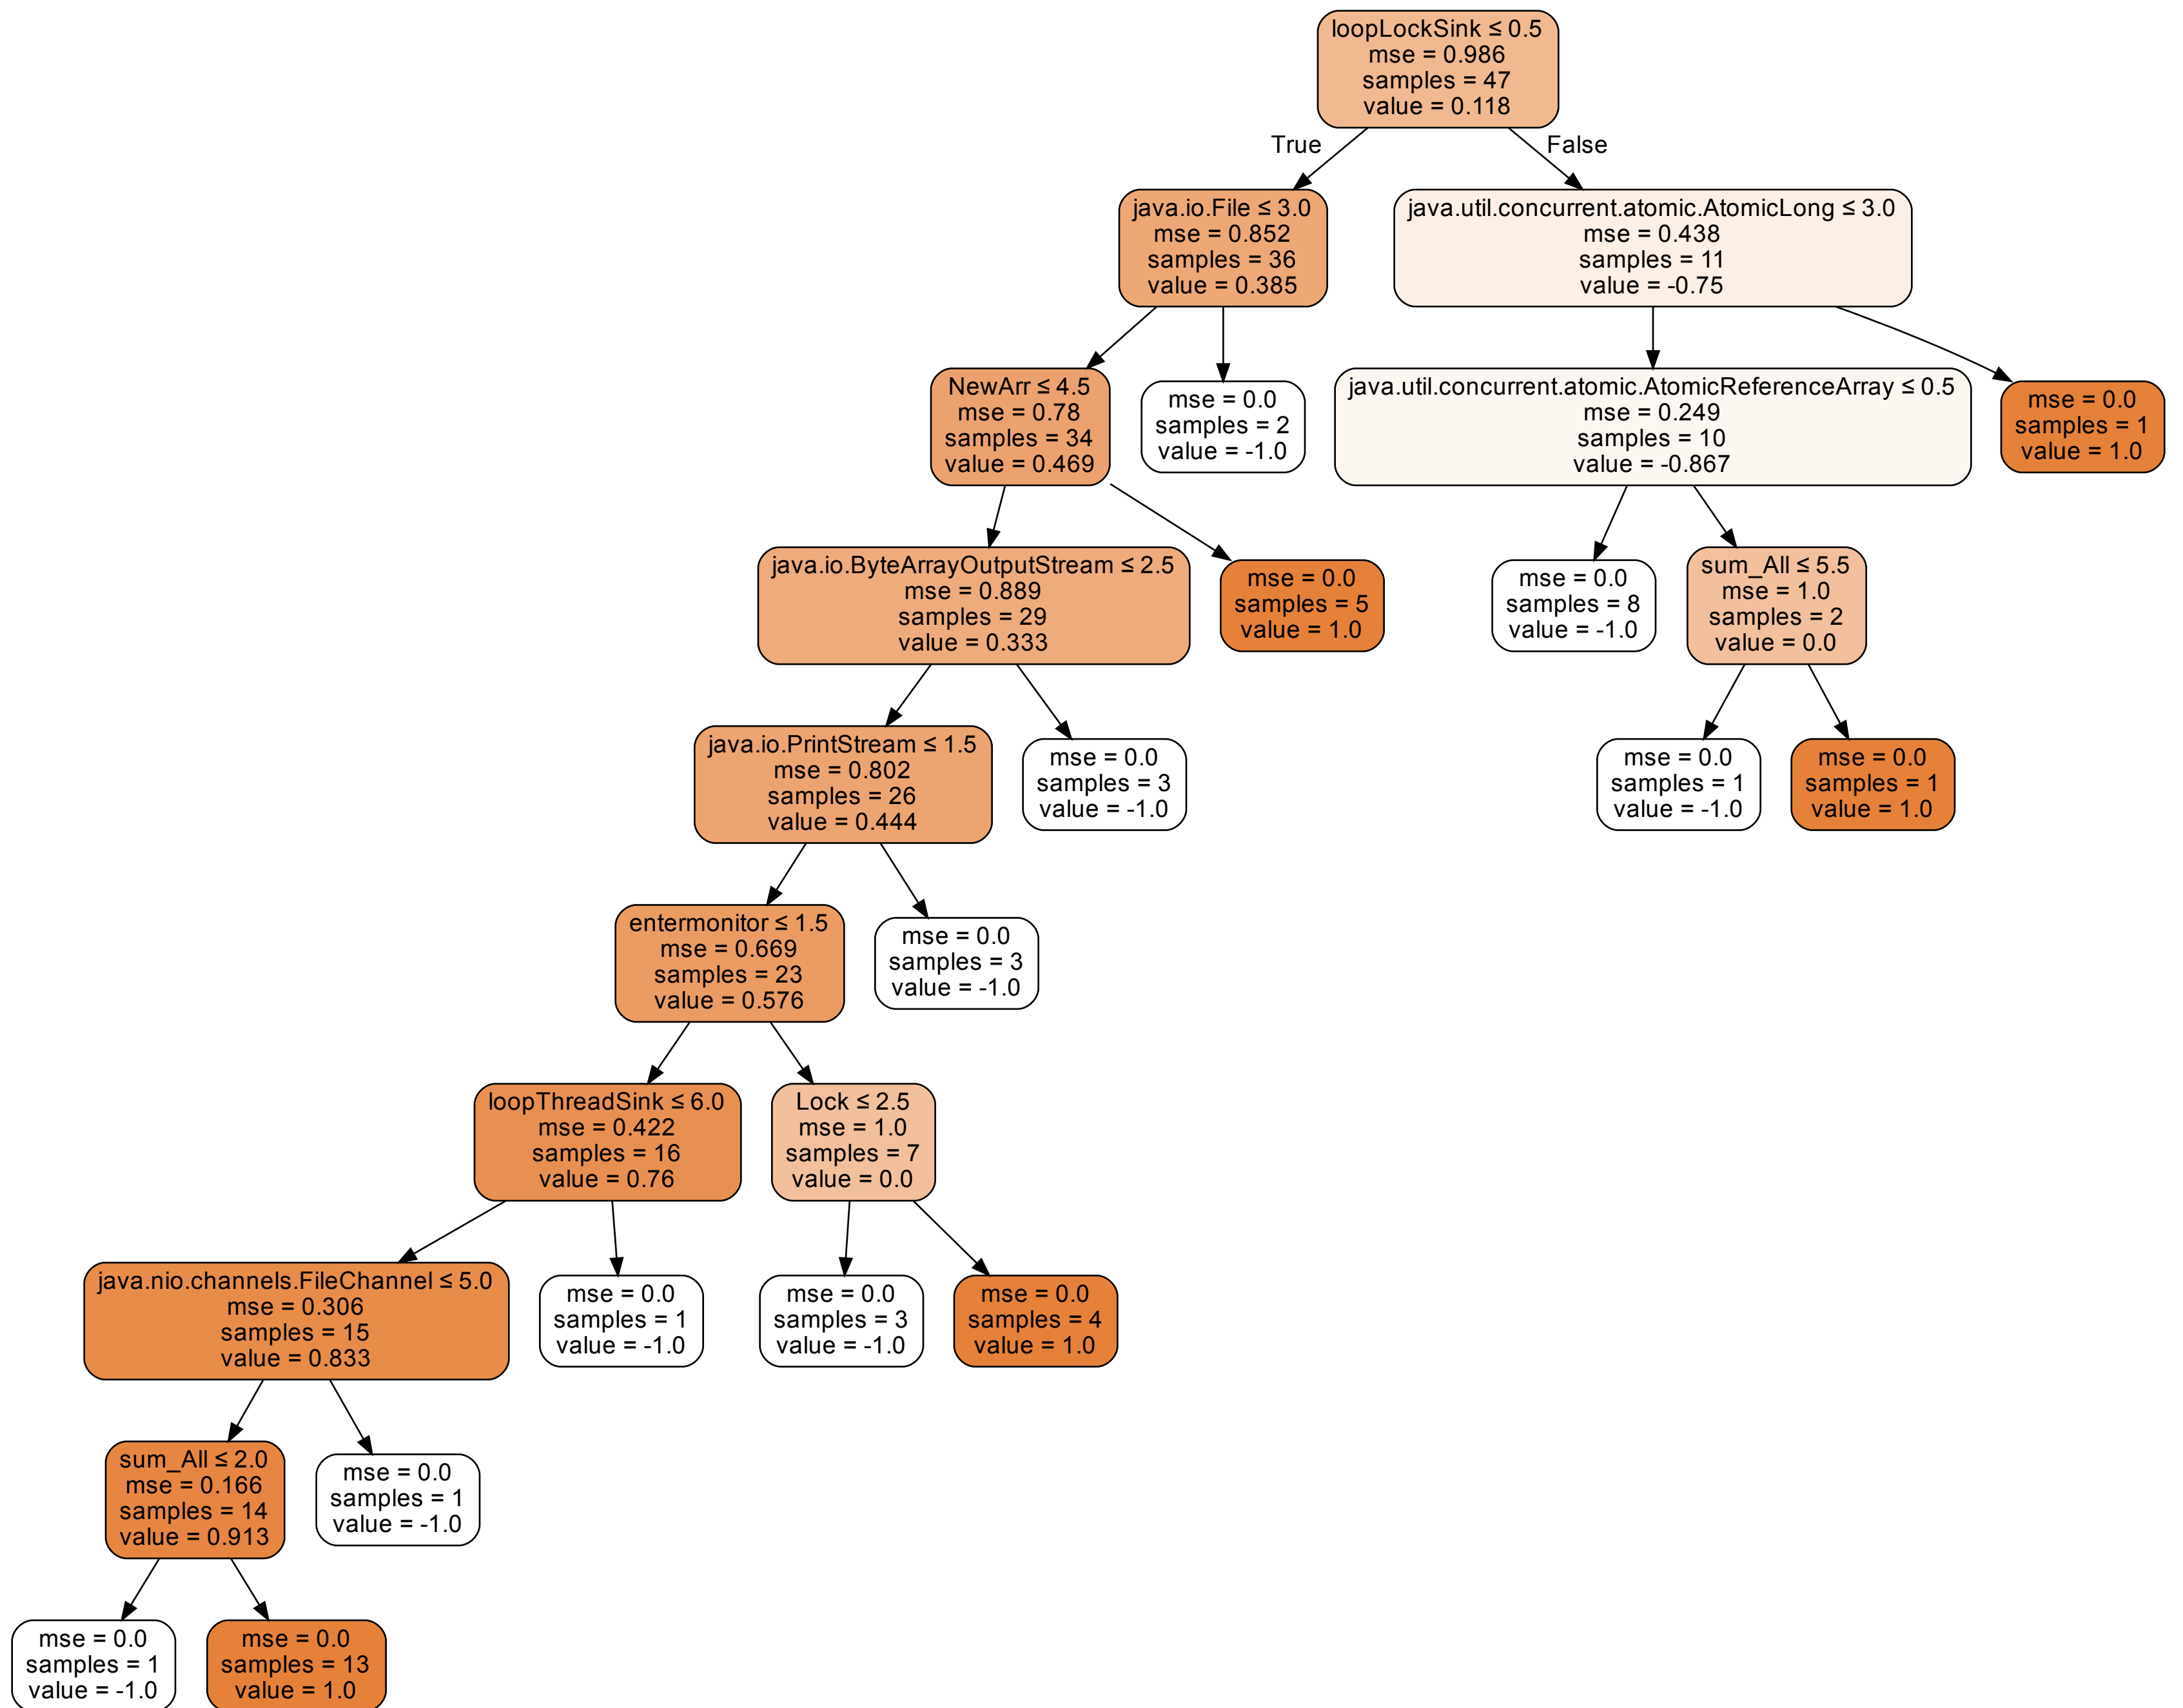 loopLockSink ≤ 0.5
mse = 0.986
samples = 47
value = 0.118
True
False
java.io.File ≤ 3.0
mse = 0.852
samples = 36
value = 0.385
java.util.concurrent.atomic.AtomicLong ≤ 3.0
mse = 0.438
samples = 11
value = -0.75
NewArr ≤ 4.5
mse = 0.78
samples = 34
value = 0.469
mse = 0.0
samples = 2
value = -1.0
java.util.concurrent.atomic.AtomicReferenceArray ≤ 0.5
mse = 0.249
samples = 10
value = -0.867
mse = 0.0
samples = 1
value = 1.0
java.io.ByteArrayOutputStream ≤ 2.5
mse = 0.889
samples = 29
value = 0.333
mse = 0.0
samples = 5
value = 1.0
mse = 0.0
samples = 8
value = -1.0
sum_All ≤ 5.5
mse = 1.0
samples = 2
value = 0.0
java.io.PrintStream ≤ 1.5
mse = 0.802
samples = 26
value = 0.444
mse = 0.0
samples = 3
value = -1.0
mse = 0.0
samples = 1
value = -1.0
mse = 0.0
samples = 1
value = 1.0
entermonitor ≤ 1.5
mse = 0.669
samples = 23
value = 0.576
mse = 0.0
samples = 3
value = -1.0
loopThreadSink ≤ 6.0
mse = 0.422
samples = 16
value = 0.76
Lock ≤ 2.5
mse = 1.0
samples = 7
value = 0.0
java.nio.channels.FileChannel ≤ 5.0
mse = 0.306
samples = 15
value = 0.833
mse = 0.0
samples = 1
value = -1.0
mse = 0.0
samples = 3
value = -1.0
mse = 0.0
samples = 4
value = 1.0
sum_All ≤ 2.0
mse = 0.166
samples = 14
value = 0.913
mse = 0.0
samples = 1
value = -1.0
mse = 0.0
samples = 1
value = -1.0
mse = 0.0
samples = 13
value = 1.0